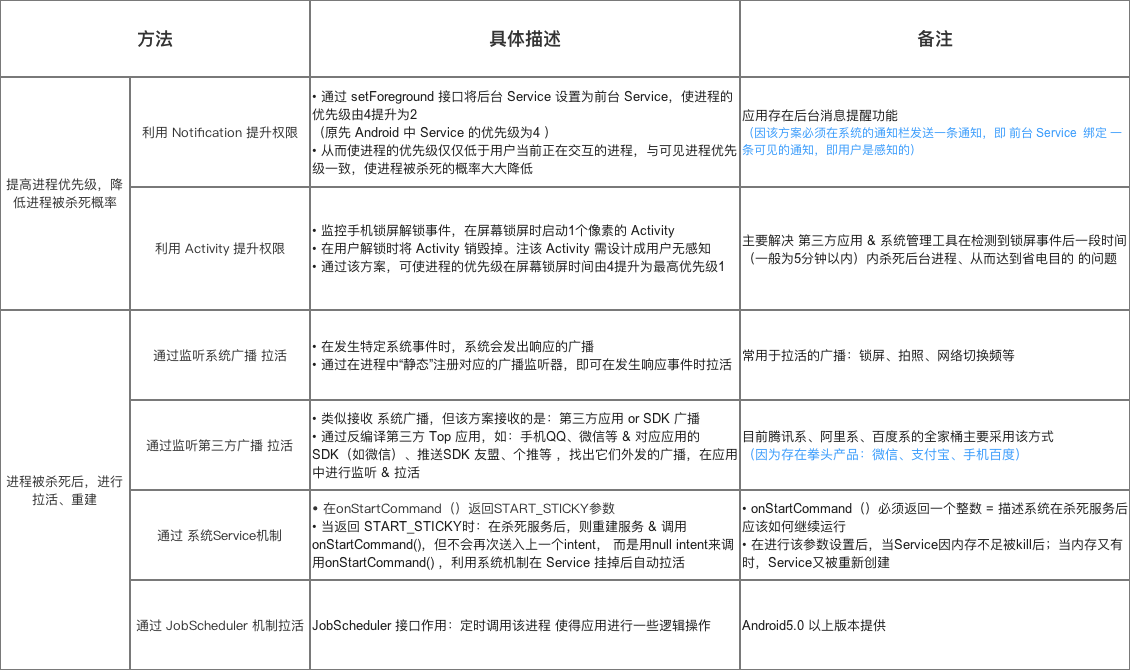 方法
具体描述
备注
提高进程优先级，降
低进程被杀死概率
利用 Notification 提升权限
• 通过 setForeground 接口将后台 Service 设置为前台 Service，使进程的
优先级由4提升为2
（原先 Android 中 Service 的优先级为4 ）
• 从而使进程的优先级仅仅低于用户当前正在交互的进程，与可见进程优先
级一致，使进程被杀死的概率大大降低
应用存在后台消息提醒功能
（因该方案必须在系统的通知栏发送一条通知，即 前台 Service 绑定 一
条可见的通知，即用户是感知的）
利用 Activity 提升权限
• 监控手机锁屏解锁事件，在屏幕锁屏时启动1个像素的 Activity
• 在用户解锁时将 Activity 销毁掉。注该 Activity 需设计成用户无感知
• 通过该方案，可使进程的优先级在屏幕锁屏时间由4提升为最高优先级1
主要解决 第三方应用 & 系统管理工具在检测到锁屏事件后一段时间
（一般为5分钟以内）内杀死后台进程、从而达到省电目的 的问题
进程被杀死后，进行
拉活、重建
通过监听系统广播 拉活
• 在发生特定系统事件时，系统会发出响应的广播
• 通过在进程中“静态”注册对应的广播监听器，即可在发生响应事件时拉活
常用于拉活的广播：锁屏、拍照、网络切换频等
通过监听第三方广播 拉活
• 类似接收 系统广播，但该方案接收的是：第三方应用 or SDK 广播
• 通过反编译第三方 Top 应用，如：手机QQ、微信等 & 对应应用的
SDK（如微信）、推送SDK 友盟、个推等 ，找出它们外发的广播，在应用
中进行监听 & 拉活
目前腾讯系、阿里系、百度系的全家桶主要采用该方式
（因为存在拳头产品：微信、支付宝、手机百度）
通过 系统Service机制
• 在onStartCommand（）返回START_STICKY参数
• 当返回 START_STICKY时：在杀死服务后，则重建服务 & 调用
onStartCommand()，但不会再次送入上一个intent， 而是用null intent来调
用onStartCommand() ，利用系统机制在 Service 挂掉后自动拉活
• onStartCommand（）必须返回一个整数 = 描述系统在杀死服务后
应该如何继续运行
• 在进行该参数设置后，当Service因内存不足被kill后；当内存又有
时，Service又被重新创建
通过 JobScheduler 机制拉活
JobScheduler 接口作用：定时调用该进程 使得应用进行一些逻辑操作
Android5.0 以上版本提供